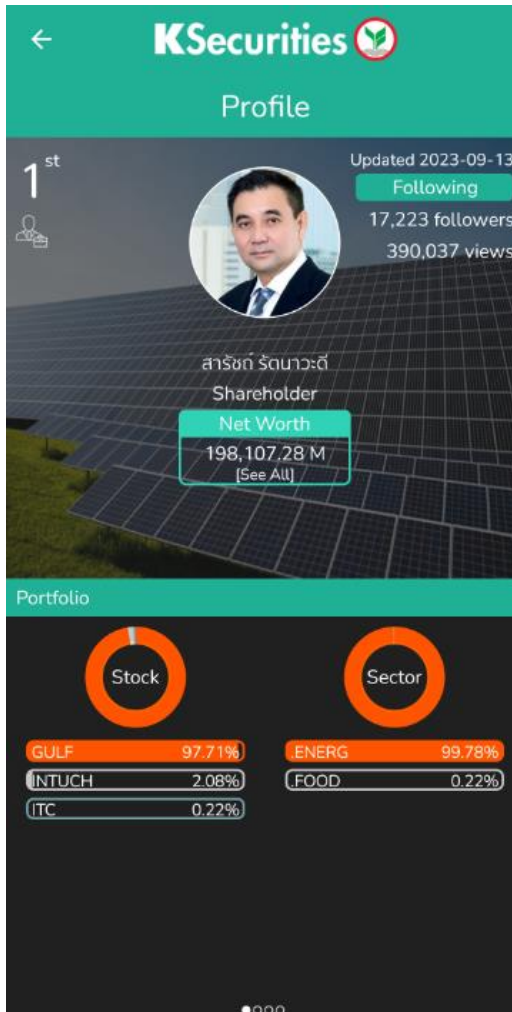 KSecurities
Profile
1st
Updated 2023-09-13
Following
17,223 followers
390,037 views
สารัชถ์ รัตนาวะดี
Shareholder
Net Worth
198,107.28 M
[See All]
Portfolio
Stock
Sector
GULF 97.71%
.ENERG 99.78%
INTUCH 2.08%
.FOOD 0.22%
ITC 0.22%